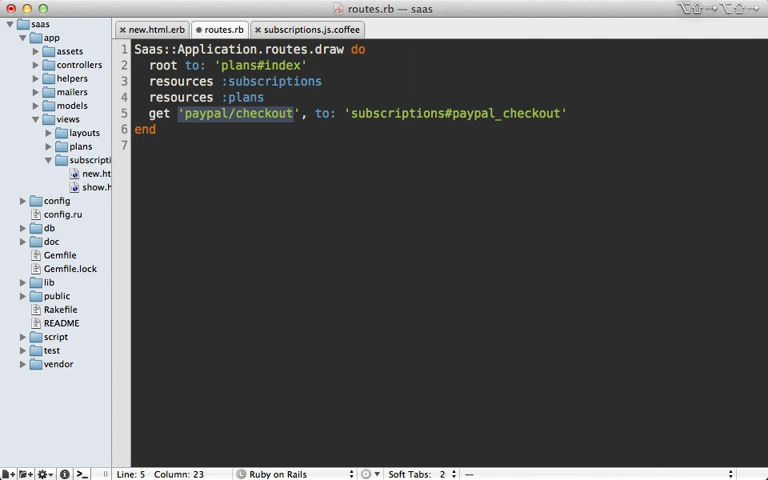 routes.rb — saas
saas
app
assets
controllers
helpers
mailers
models
views
layouts
plans
subscripti
new.ht
show.h
config
config.ru
db
doc
Gemfile
Gemfile.lock
lib
public
Rakefile
README
script
test
vendor
new.html.erb
routes.rb
subscriptions.js.coffee
1 Saas::Application.routes.draw do
2 root to: 'plans#index'
3 resources :subscriptions
4 resources :plans
5 get 'paypal/checkout', to: 'subscriptions#paypal_checkout'
6 end
7
Line: 5 Column: 23
Ruby on Rails
Soft Tabs: 2
—